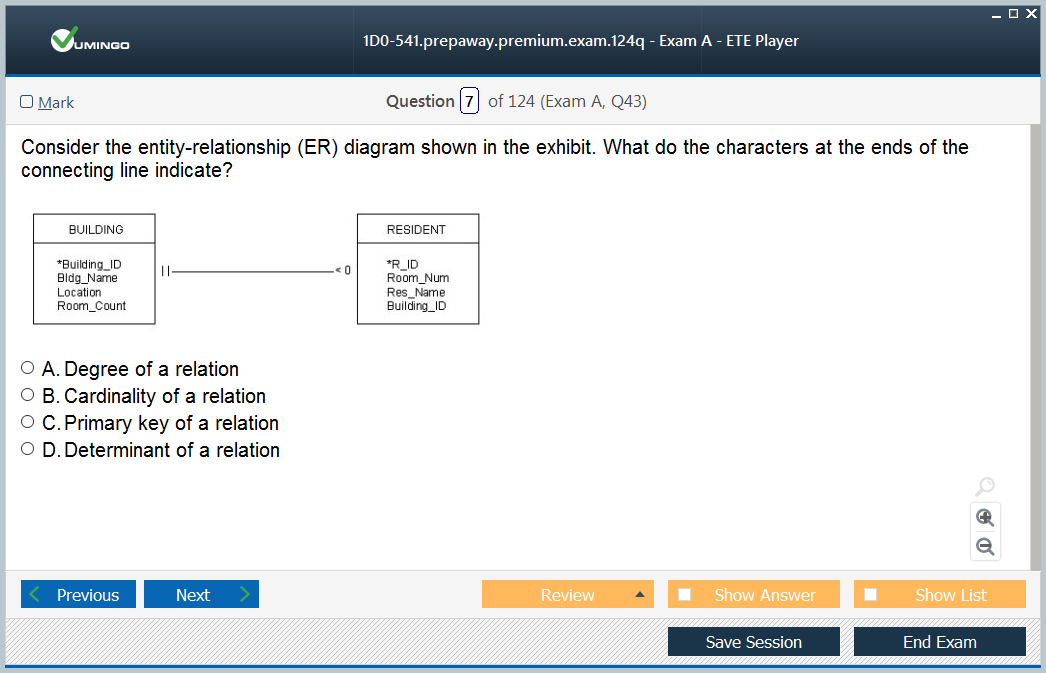 VUMINGO
1D0-541.prepaway.premium.exam.124q - Exam A - ETE Player
Mark
Question 7 of 124 (Exam A, Q43)
Consider the entity-relationship (ER) diagram shown in the exhibit. What do the characters at the ends of the
connecting line indicate?
BUILDING
*Building_ID
Bldg_Name
Location
Room_Count
||
< 0
RESIDENT
*R_ID
Room_Num
Res_Name
Building_ID
A. Degree of a relation
B. Cardinality of a relation
C. Primary key of a relation
D. Determinant of a relation
Previous
Next
Review
Show Answer
Show List
Save Session
End Exam